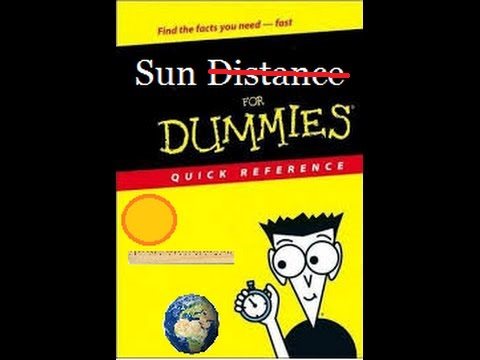 Find the facts you need — fast
Sun Distance
FOR
DUMMIES®
QUICK REFERENCE